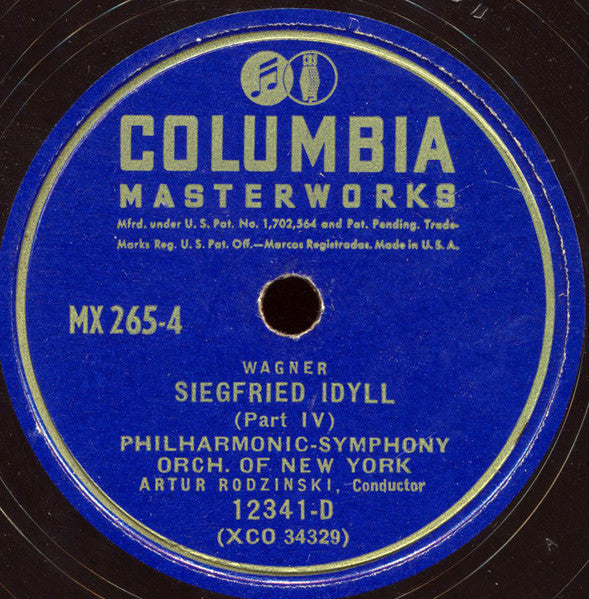 COLUMBIA
MASTERWORKS
Mfrd. under U. S. Pat. No. 1,702,564 and Pat. Pending. Trade-
Marks Reg. U. S. Pat. Off.—Marcas Registradas. Made in U. S. A.
MX 265-4
WAGNER
SIEGFRIED IDYLL
(Part IV)
PHILHARMONIC-SYMPHONY
ORCH. OF NEW YORK
ARTUR RODZINSKI, Conductor
12341-D
(XCO 34329)
A